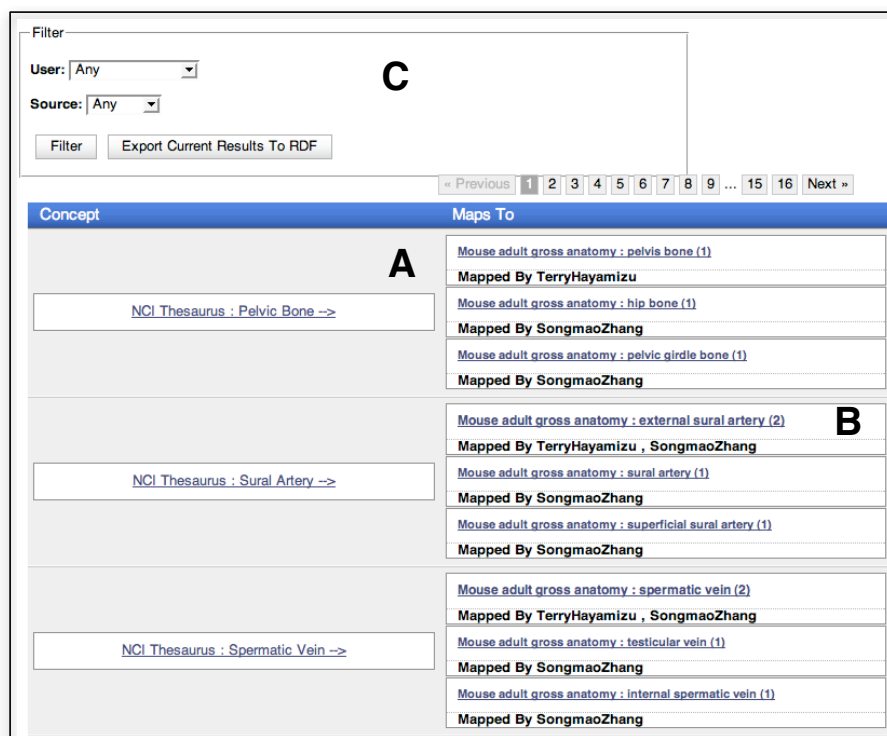 Filter
User: Any
C
Source: Any
Filter Export Current Results To RDF
« Previous 1 2 3 4 5 6 7 8 9 ... 15 16 Next »
Concept Maps To
A
Mouse adult gross anatomy : pelvis bone (1)
Mapped By TerryHayamizu
NCI Thesaurus : Pelvic Bone -->
Mouse adult gross anatomy : hip bone (1)
Mapped By SongmaoZhang
Mouse adult gross anatomy : pelvic girdle bone (1)
Mapped By SongmaoZhang
Mouse adult gross anatomy : external sural artery (2)
B
Mapped By TerryHayamizu , SongmaoZhang
NCI Thesaurus : Sural Artery -->
Mouse adult gross anatomy : sural artery (1)
Mapped By SongmaoZhang
Mouse adult gross anatomy : superficial sural artery (1)
Mapped By SongmaoZhang
Mouse adult gross anatomy : spermatic vein (2)
Mapped By TerryHayamizu , SongmaoZhang
NCI Thesaurus : Spermatic Vein -->
Mouse adult gross anatomy : testicular vein (1)
Mapped By SongmaoZhang
Mouse adult gross anatomy : internal spermatic vein (1)
Mapped By SongmaoZhang